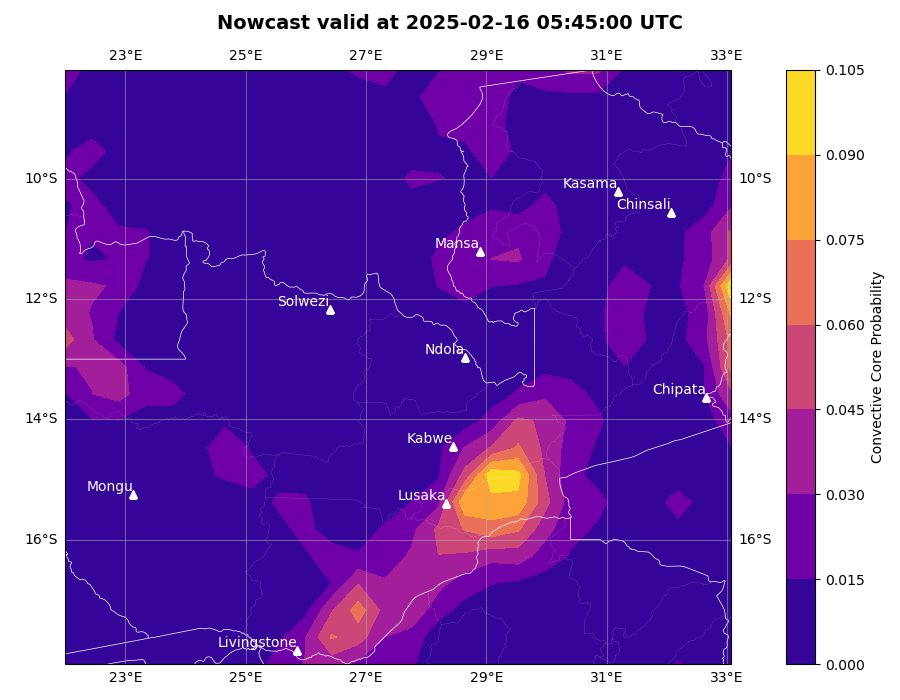 Nowcast valid at 2025-02-16 05:45:00 UTC
23°E 25°E 27°E 29°E 31°E 33°E
0.105
0.090
10°S 10°S
Kasama
Chinsali
0.075
Mansa
12°S 12°S
Solwezi
0.060
Ndola
Chipata
0.045
14°S 14°S
Kabwe
Mongu
Lusaka
0.030
16°S 16°S
0.015
Livingstone
0.000
23°E 25°E 27°E 29°E 31°E 33°E
Convective Core Probability